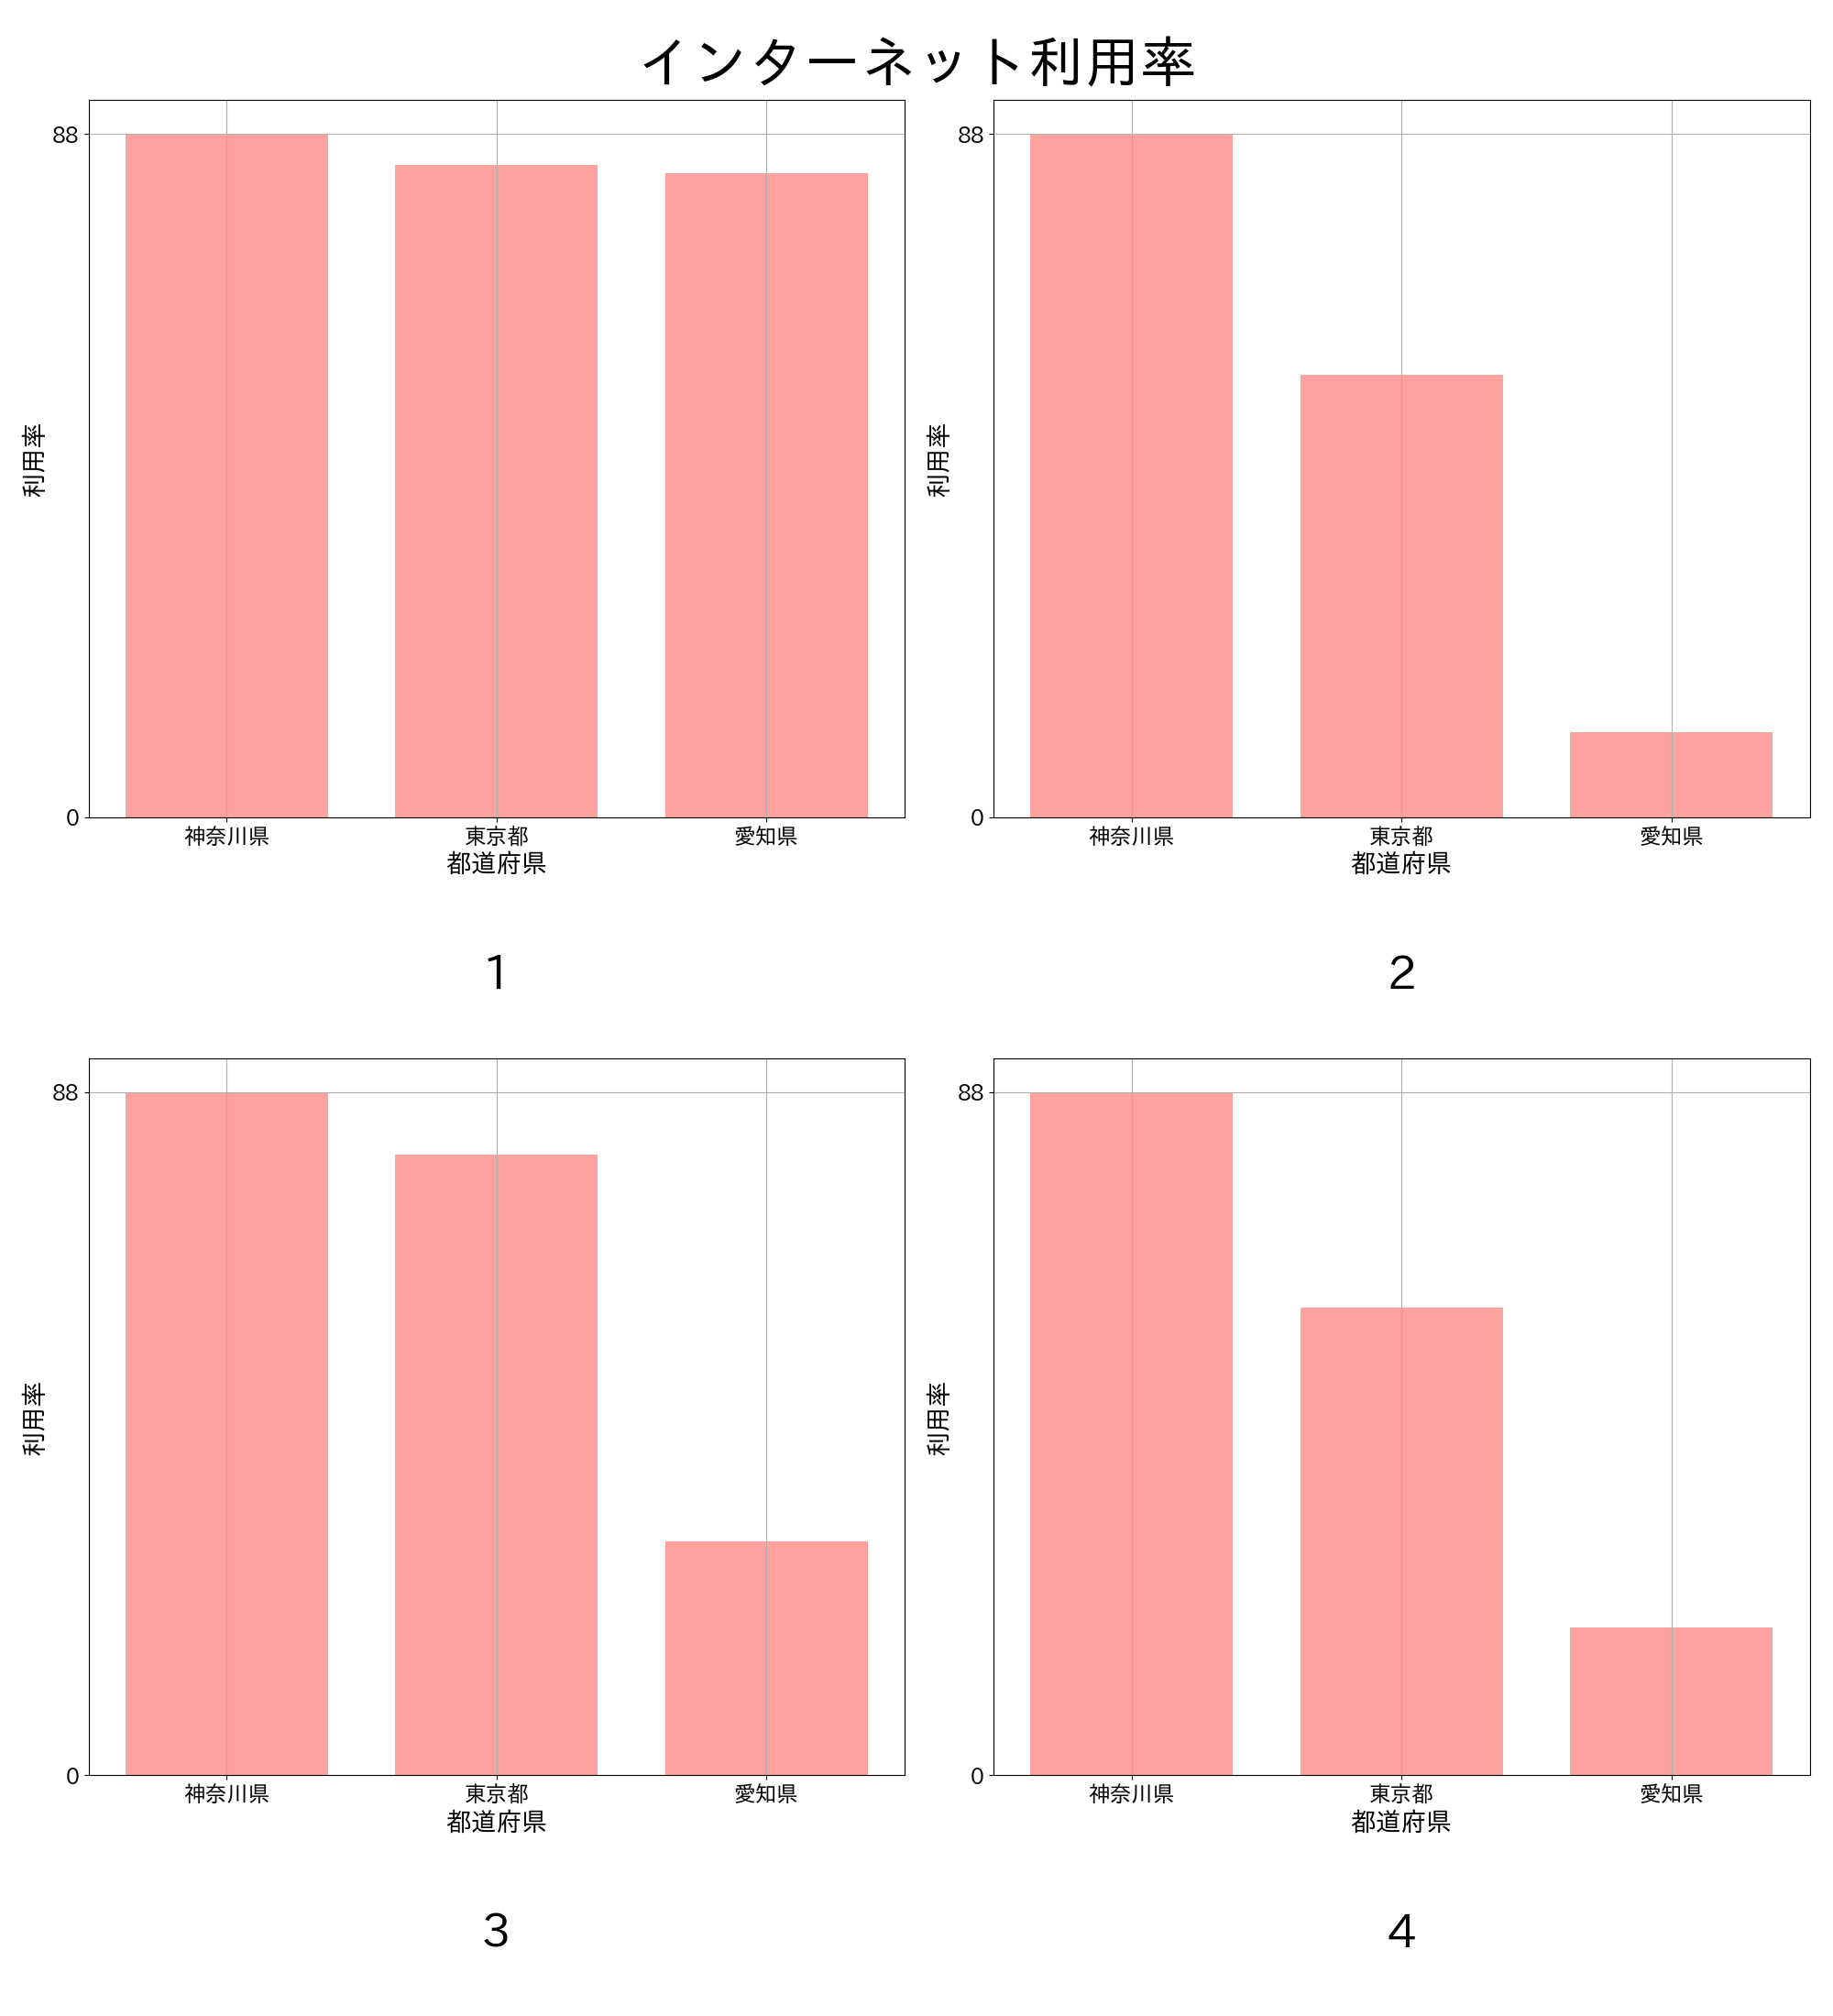 インターネット利用率
88
利用率
0
神奈川県 東京都 愛知県
都道府県
1
88
利用率
0
神奈川県 東京都 愛知県
都道府県
2
88
利用率
0
神奈川県 東京都 愛知県
都道府県
3
88
利用率
0
神奈川県 東京都 愛知県
都道府県
4